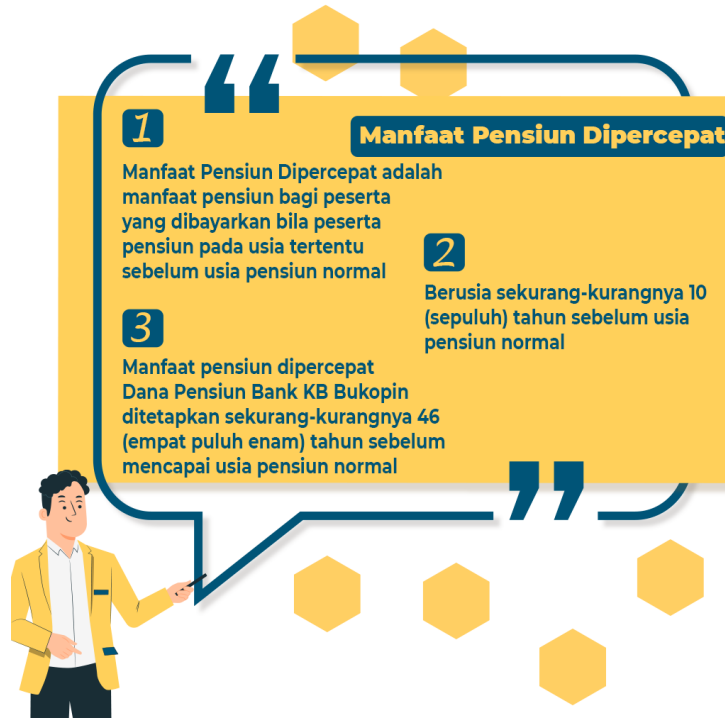 Manfaat Pensiun Dipercepat
1
Manfaat Pensiun Dipercepat adalah
manfaat pensiun bagi peserta
yang dibayarkan bila peserta
pensiun pada usia tertentu
sebelum usia pensiun normal
2
Berusia sekurang-kurangnya 10
(sepuluh) tahun sebelum usia
pensiun normal
3
Manfaat pensiun dipercepat
Dana Pensiun Bank KB Bukopin
ditetapkan sekurang-kurangnya 46
(empat puluh enam) tahun sebelum
mencapai usia pensiun normal